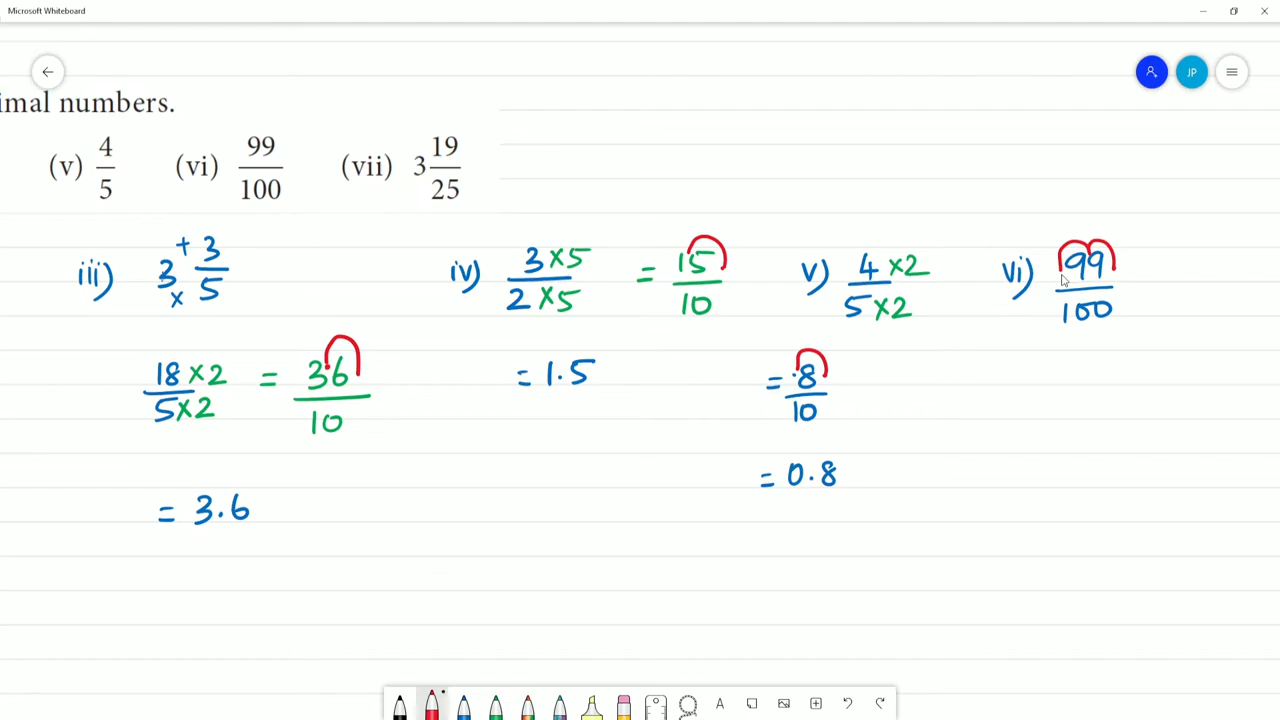 Microsoft Whiteboard
JP
imal numbers.
(v) 4/5 (vi) 99/100 (vii) 3 19/25
iii) 3 × + 3/5
18×2/5×2 = 36/10
= 3.6
iv) 3×5/2×5 = 15/10
= 1.5
v) 4×2/5×2
= .8/10
= 0.8
vi) 99/100
A